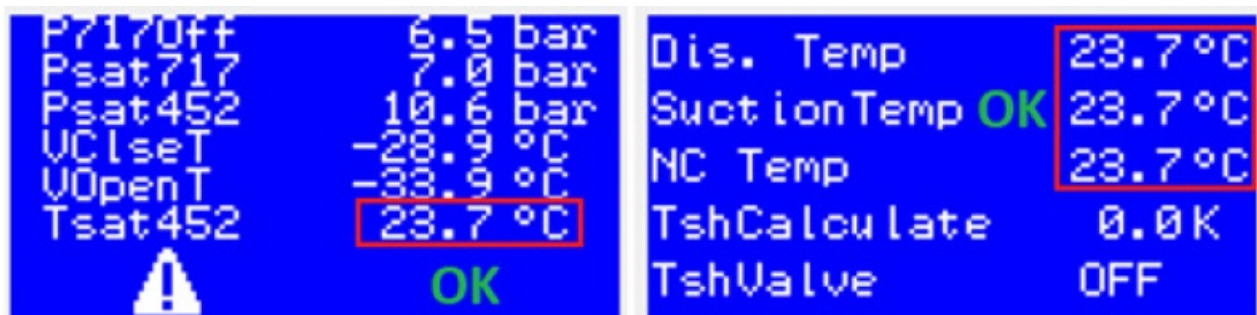 P717Off 6.5 bar
Psat717 7.0 bar
Psat452 10.6 bar
VClseT -28.9 °C
VOpenT -33.9 °C
Tsat452 23.7 °C
OK
Dis. Temp 23.7°C
SuctionTemp OK 23.7°C
NC Temp 23.7°C
TshCalculate 0.0K
TshValve OFF